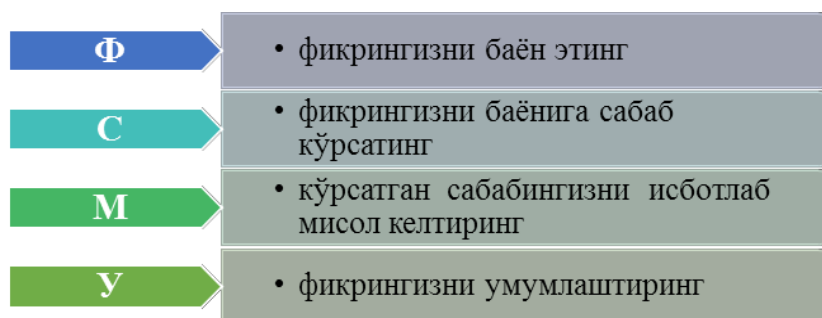 Ф
• фикрингизни баён этинг
С
• фикрингизни баёнига сабаб
кўрсатинг
М
• кўрсатган сабабингизни исботлаб
мисол келтиринг
У
• фикрингизни умумлаштиринг